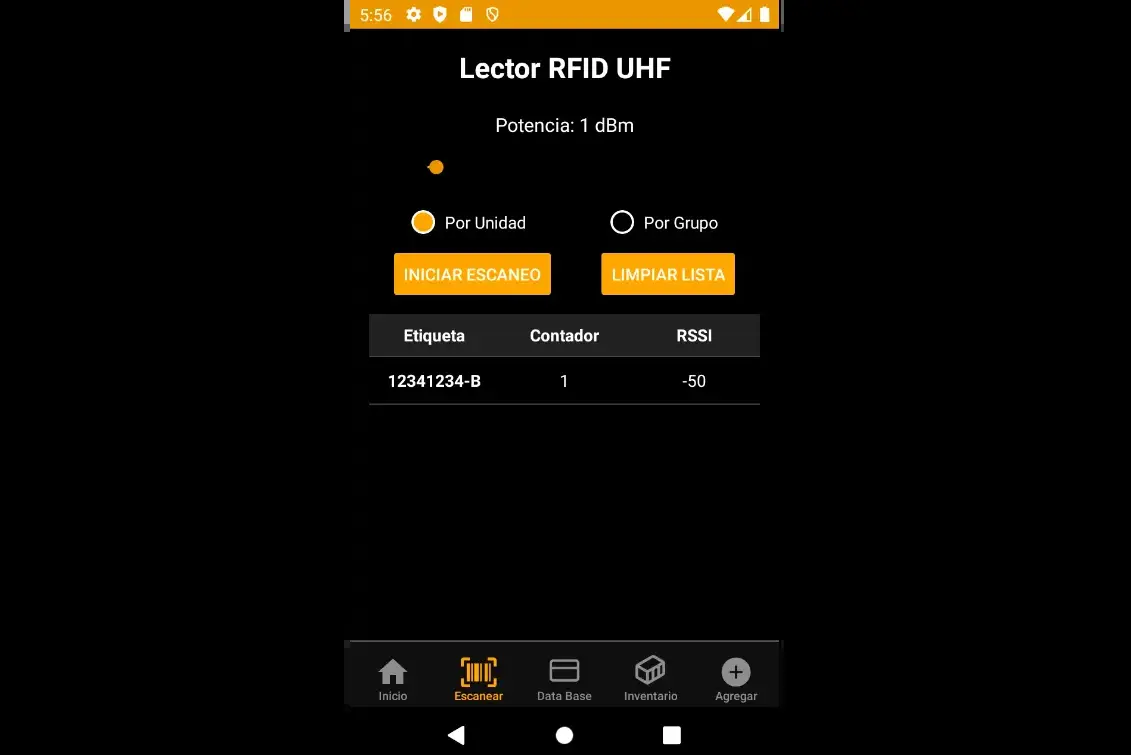 5:56
Lector RFID UHF
Potencia: 1 dBm
Por Unidad Por Grupo
INICIAR ESCANEO LIMPIAR LISTA
Etiqueta Contador RSSI
12341234-B 1 -50
Inicio Escanear Data Base Inventario Agregar